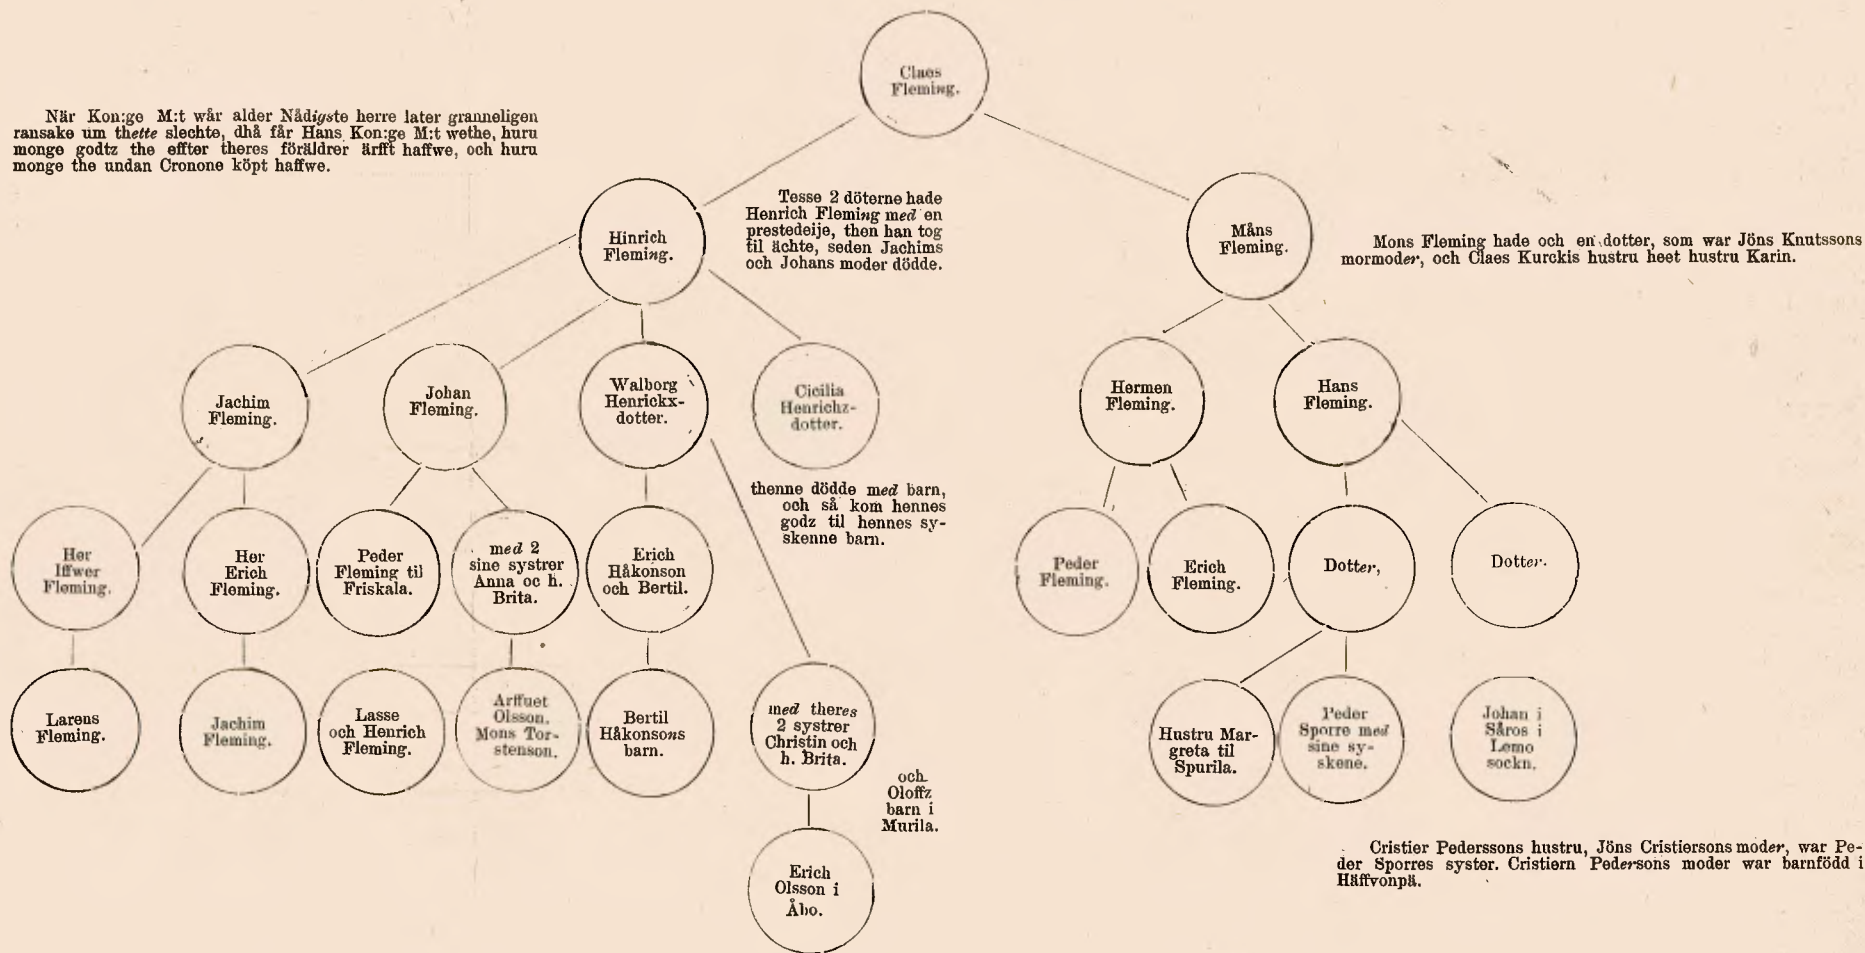 Claes
Fleming.
När Kon:ge M:t wår alder Nådigste herre later granneligen
ransake um thette slechte, dhå får Hans Kon:ge M:t wethe, huru
monge godtz the effter theres föräldrer ärfft haffwe, och huru
monge the undan Cronone köpt haffwe.
Hinrich
Fleming.
Tesse 2 döterne hade
Henrich Fleming med en
prestedeije, then han tog
til ächte, seden Jachims
och Johans moder dödde.
Måns
Fleming.
Mons Fleming hade och en dotter, som war Jöns Knutssons
mormoder, och Claes Kurckis hustru heet hustru Karin.
Jachim
Fleming.
Johan
Fleming.
Walborg
Henrickx-
dotter.
Cicilia
Henrichz-
dotter.
Hermen
Fleming.
Hans
Fleming.
thenne dödde med barn,
och så kom hennes
godz til hennes sy-
skenne barn.
Her
Iffwer
Fleming.
Her
Erich
Fleming.
Peder
Fleming til
Friskala.
med 2
sine systrer
Anna oc h.
Brita.
Erich
Håkonson
och Bertil.
Peder
Fleming.
Erich
Fleming.
Dotter,
Dotter.
Larens
Fleming.
Jachim
Fleming.
Lasse
och Henrich
Fleming.
Arffuet
Olsson.
Mons Tor-
stenson.
Bertil
Håkonsons
barn.
med theres
2 systrer
Christin och
h. Brita.
Hustru Mar-
greta til
Spurila.
Peder
Sporre med
sine sy-
skene.
Johan i
Såros i
Lemo
sockn.
och
Oloffz
barn i
Murila.
Erich
Olsson i
Åbo.
Cristier Pederssons hustru, Jöns Cristiersons moder, war Pe-
der Sporres syster. Cristiern Pedersons moder war barnfödd i
Häffvonpä.